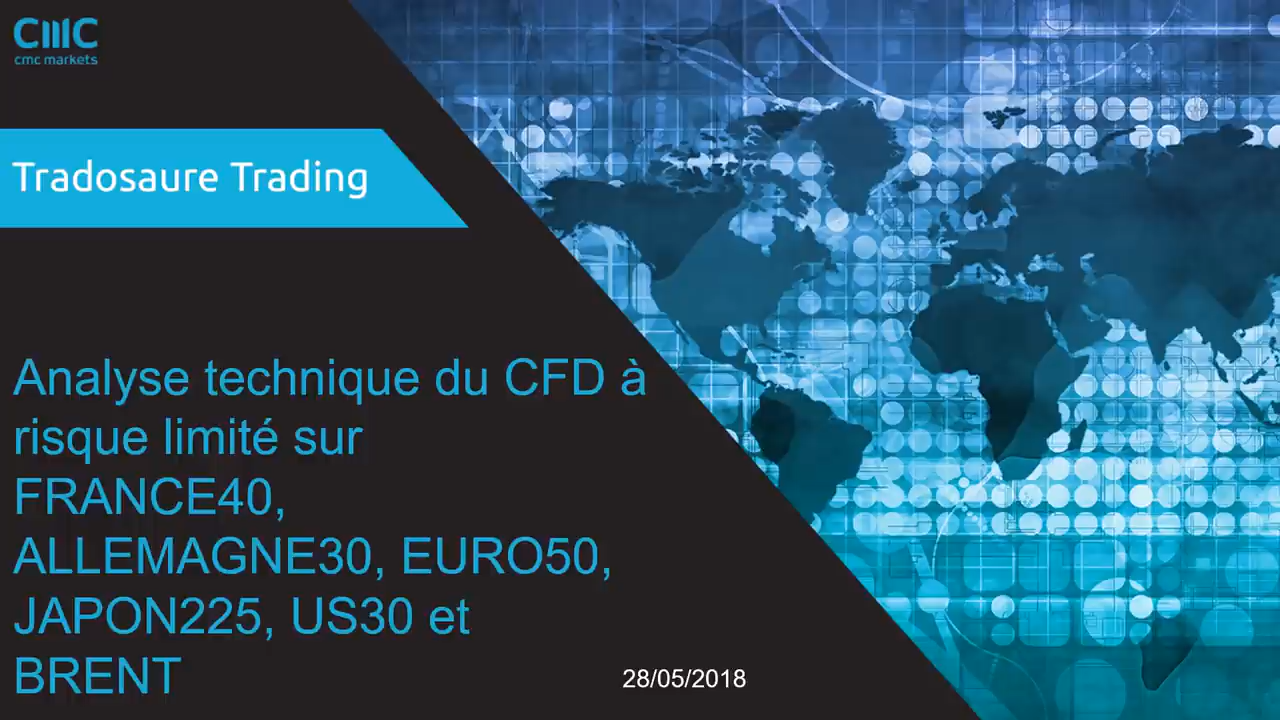 CMC
cmc markets
Tradosaure Trading
Analyse technique du CFD à
risque limité sur
FRANCE40,
ALLEMAGNE30, EURO50,
JAPON225, US30 et
BRENT
28/05/2018